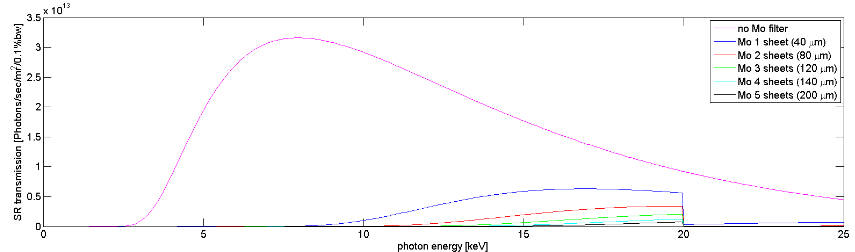 x 10^13
3.5
3
2.5
2
1.5
1
0.5
0
SR transmission [Photons/sec/m²/0.1%bw]
no Mo filter
Mo 1 sheet (40 μm)
Mo 2 sheets (80 μm)
Mo 3 sheets (120 μm)
Mo 4 sheets (140 μm)
Mo 5 sheets (200 μm)
0 5 10 15 20 25
photon energy [keV]